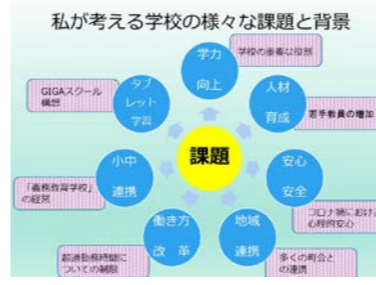 私が考える学校の様々な課題と背景
学力
向上
学校の重要な役割
人材
育成
若手教員の増加
安心
安全
コロナ禍における
心理的安心
地域
連携
多くの町会と
の連携
働き方
改　革
超過勤務時間に
ついての制限
小中
連携
「義務教育学校」
の経営
タブ
レット
学習
GIGAスクール
構想
課題